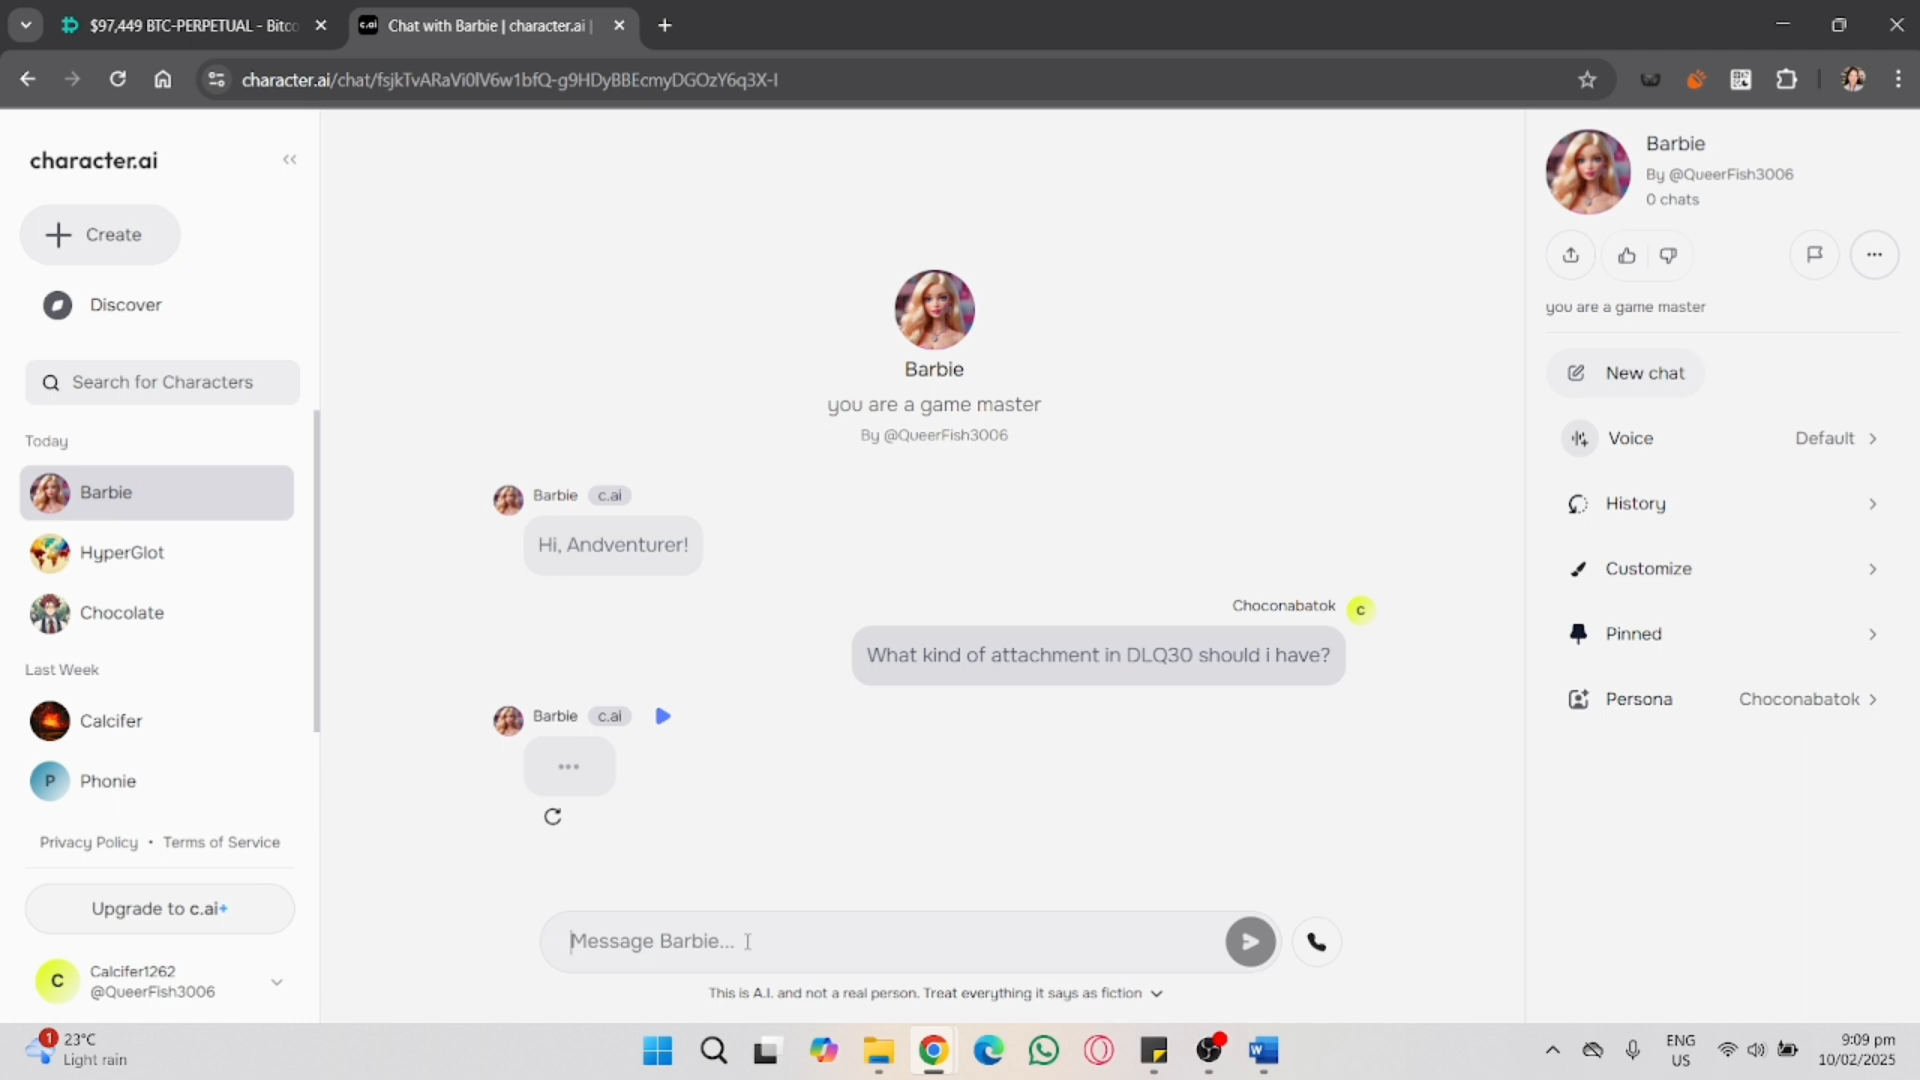 $97,449 BTC-PERPETUAL - Bitco
c.ai Chat with Barbie | character.ai |
character.ai/chat/fsjkTvARaVi0lV6w1bfQ-g9HDyBBEcmyDGOzY6q3X-I
character.ai
Create
Discover
Search for Characters
Today
Barbie
HyperGlot
Chocolate
Last Week
Calcifer
P Phonie
Privacy Policy • Terms of Service
Upgrade to c.ai+
C Calcifer1262
@QueerFish3006
Barbie
you are a game master
By @QueerFish3006
Barbie c.ai
Hi, Andventurer!
Choconabatok C
What kind of attachment in DLQ30 should i have?
Barbie c.ai
•••
Message Barbie...
This is A.I. and not a real person. Treat everything it says as fiction
Barbie
By @QueerFish3006
0 chats
you are a game master
New chat
Voice Default
History
Customize
Pinned
Persona Choconabatok
1 23°C
Light rain
W
ENG
US
9:09 pm
10/02/2025